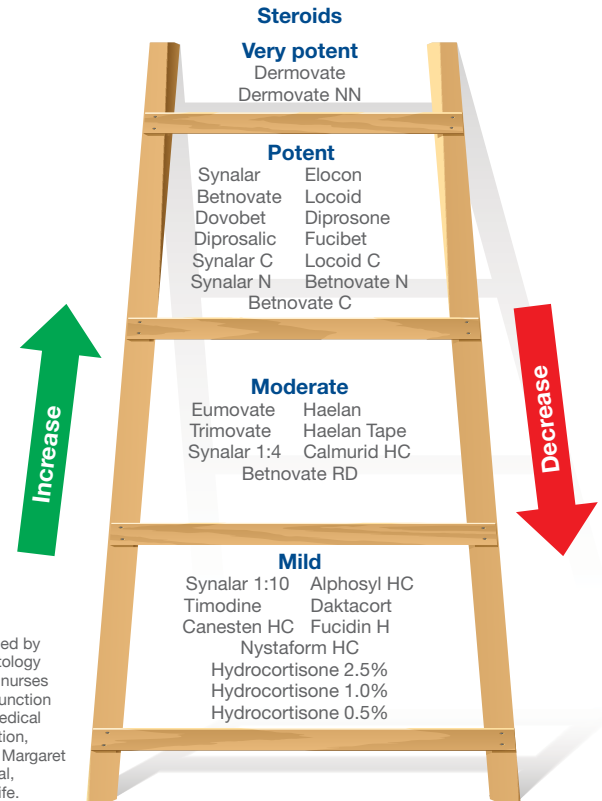 Steroids
Very potent
Dermovate
Dermovate NN
Potent
Synalar Elocon
Betnovate Locoid
Dovobet Diprosone
Diprosalic Fucibet
Synalar C Locoid C
Synalar N Betnovate N
Betnovate C
Increase
Decrease
Moderate
Eumovate Haelan
Trimovate Haelan Tape
Synalar 1:4 Calmurid HC
Betnovate RD
Mild
Synalar 1:10 Alphosyl HC
Timodine Daktacort
Canesten HC Fucidin H
Nystaform HC
Hydrocortisone 2.5%
Hydrocortisone 1.0%
Hydrocortisone 0.5%
by
nurses
Margaret